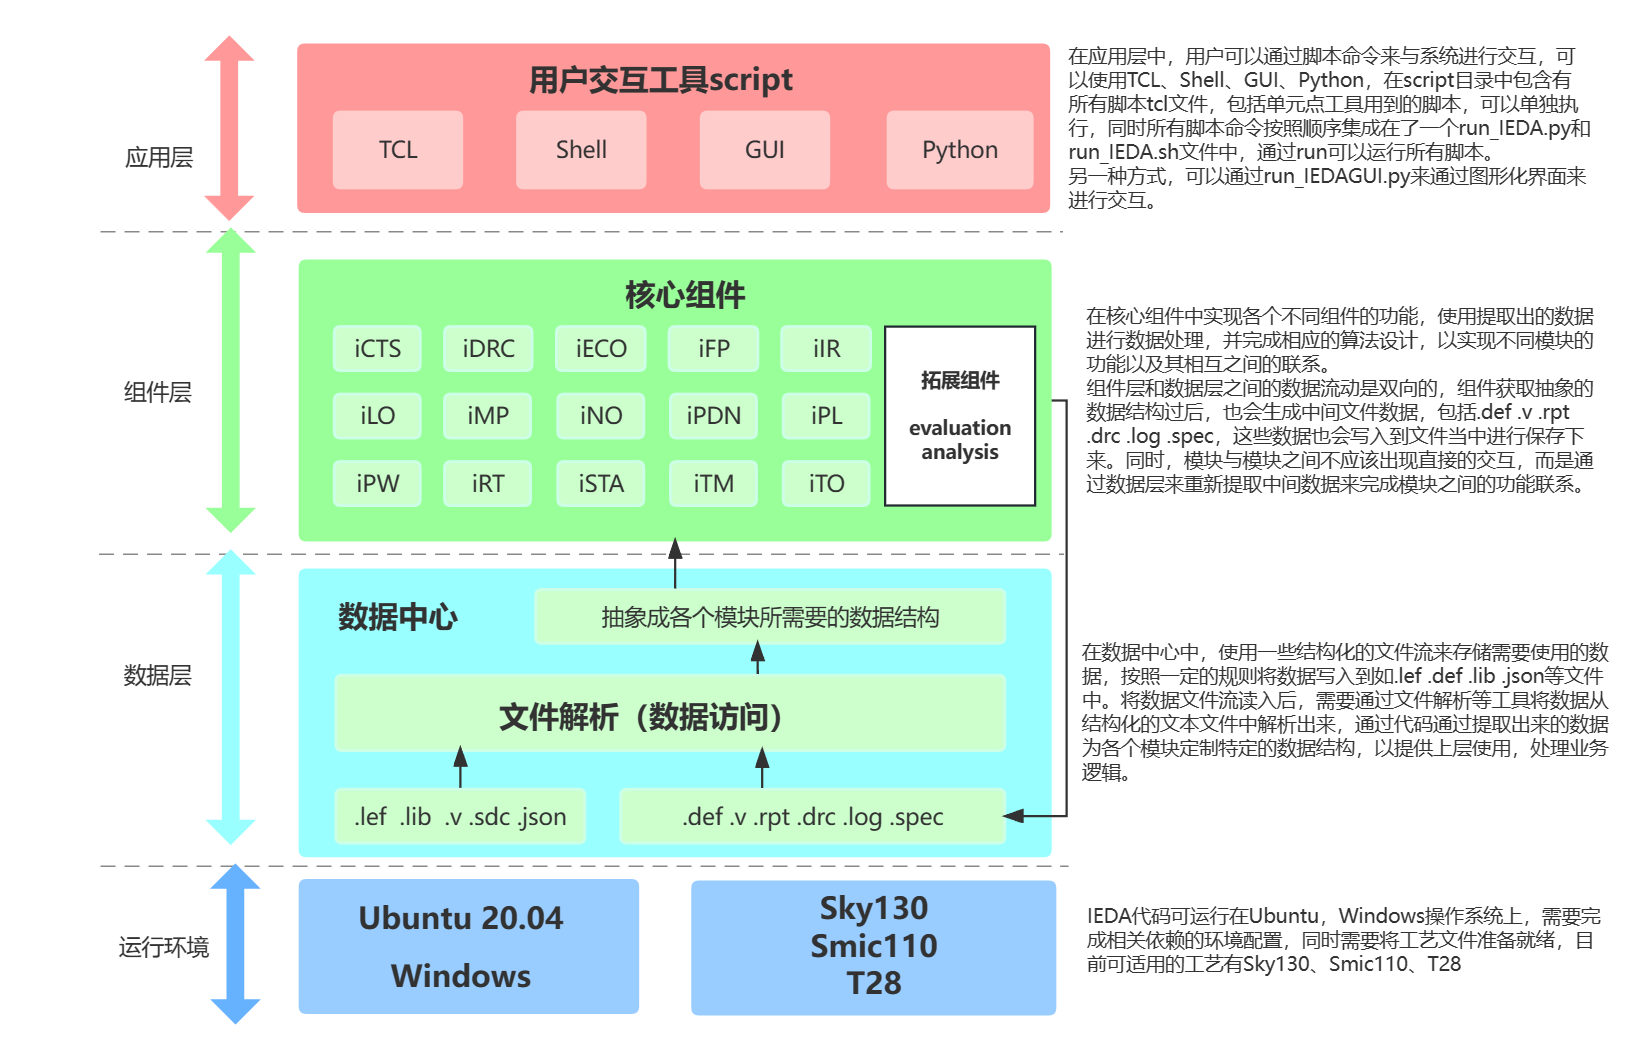 用户交互工具script
TCL
Shell
GUI
Python
应用层
在应用层中，用户可以通过脚本命令来与系统进行交互，可
以使用TCL、Shell、GUI、Python，在script目录中包含有
所有脚本tcl文件，包括单元点工具用到的脚本，可以单独执
行，同时所有脚本命令按照顺序集成在了一个run_IEDA.py和
run_IEDA.sh文件中，通过run可以运行所有脚本。
另一种方式，可以通过run_IEDAGUI.py来通过图形化界面来
进行交互。
核心组件
iCTS
iDRC
iECO
iFP
iIR
iLO
iMP
iNO
iPDN
iPL
iPW
iRT
iSTA
iTM
iTO
拓展组件
evaluation
analysis
组件层
在核心组件中实现各个不同组件的功能，使用提取出的数据
进行数据处理，并完成相应的算法设计，以实现不同模块的
功能以及其相互之间的联系。
组件层和数据层之间的数据流动是双向的，组件获取抽象的
数据结构过后，也会生成中间文件数据，包括.def .v .rpt
.drc .log .spec，这些数据也会写入到文件当中进行保存下
来。同时，模块与模块之间不应该出现直接的交互，而是通
过数据层来重新提取中间数据来完成模块之间的功能联系。
数据中心
抽象成各个模块所需要的数据结构
文件解析（数据访问）
.lef .lib .v .sdc .json
.def .v .rpt .drc .log .spec
数据层
在数据中心中，使用一些结构化的文件流来存储需要使用的数
据，按照一定的规则将数据写入到如.lef .def .lib .json等文件
中。将数据文件流读入后，需要通过文件解析等工具将数据从
结构化的文本文件中解析出来，通过代码通过提取出来的数据
为各个模块定制特定的数据结构，以提供上层使用，处理业务
逻辑。
运行环境
Ubuntu 20.04
Windows
Sky130
Smic110
T28
IEDA代码可运行在Ubuntu，Windows操作系统上，需要完
成相关依赖的环境配置，同时需要将工艺文件准备就绪，目
前可适用的工艺有Sky130、Smic110、T28